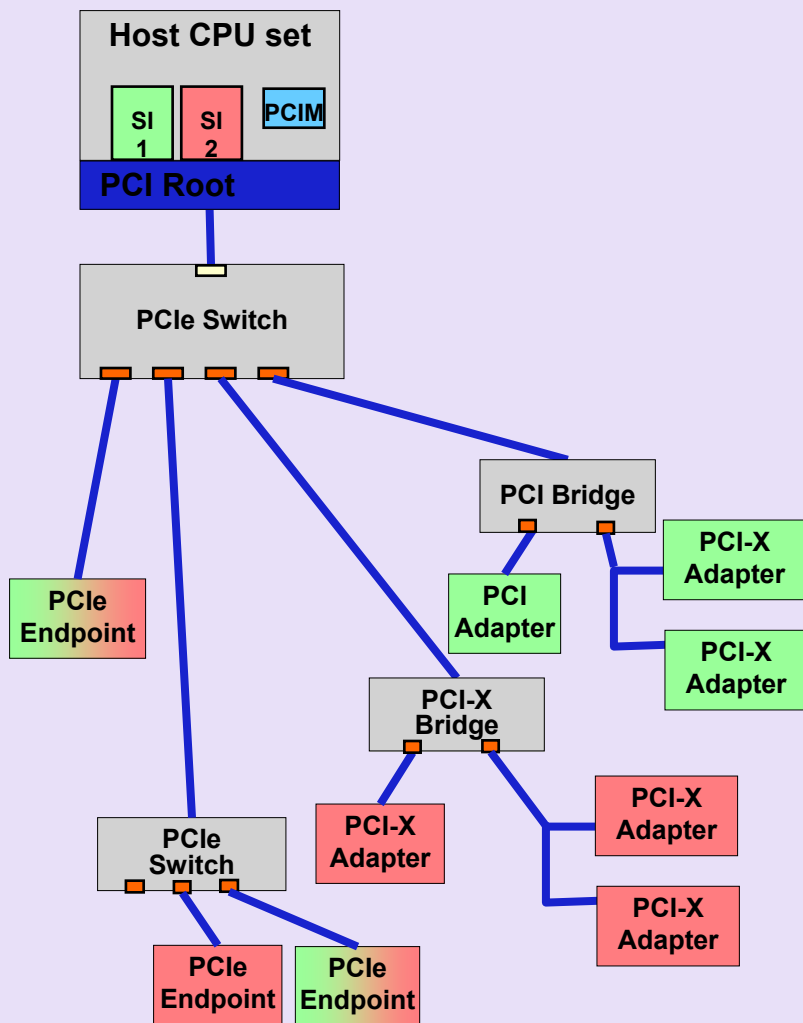 Host CPU set
SI
1
SI
2
PCIM
PCI Root
PCIe Switch
PCI Bridge
PCI-X
Adapter
PCI
Adapter
PCI-X
Adapter
PCIe
Endpoint
PCI-X
Bridge
PCI-X
Adapter
PCI-X
Adapter
PCIe
Switch
PCI-X
Adapter
PCIe
Endpoint
PCIe
Endpoint